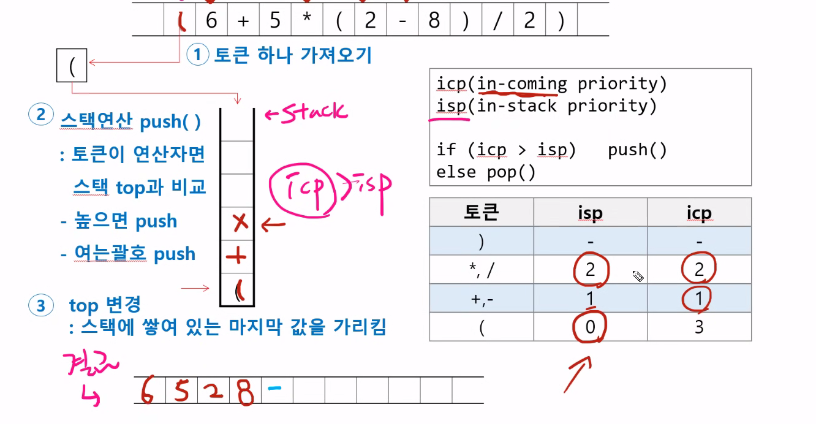 ( 6 + 5 * ( 2 - 8 ) / 2 )
① 토큰 하나 가져오기
(
② 스택연산 push( )
: 토큰이 연산자면
스택 top과 비교
- 높으면 push
- 여는괄호 push
③ top 변경
: 스택에 쌓여 있는 마지막 값을 가리킴
←stack
icp > isp
×
+
(
icp(in-coming priority)
isp(in-stack priority)
if (icp > isp) push()
else pop()
토큰 isp icp
) - -
*, / 2 2
+,- 1 1
( 0 3
결과
6 5 2 8 -